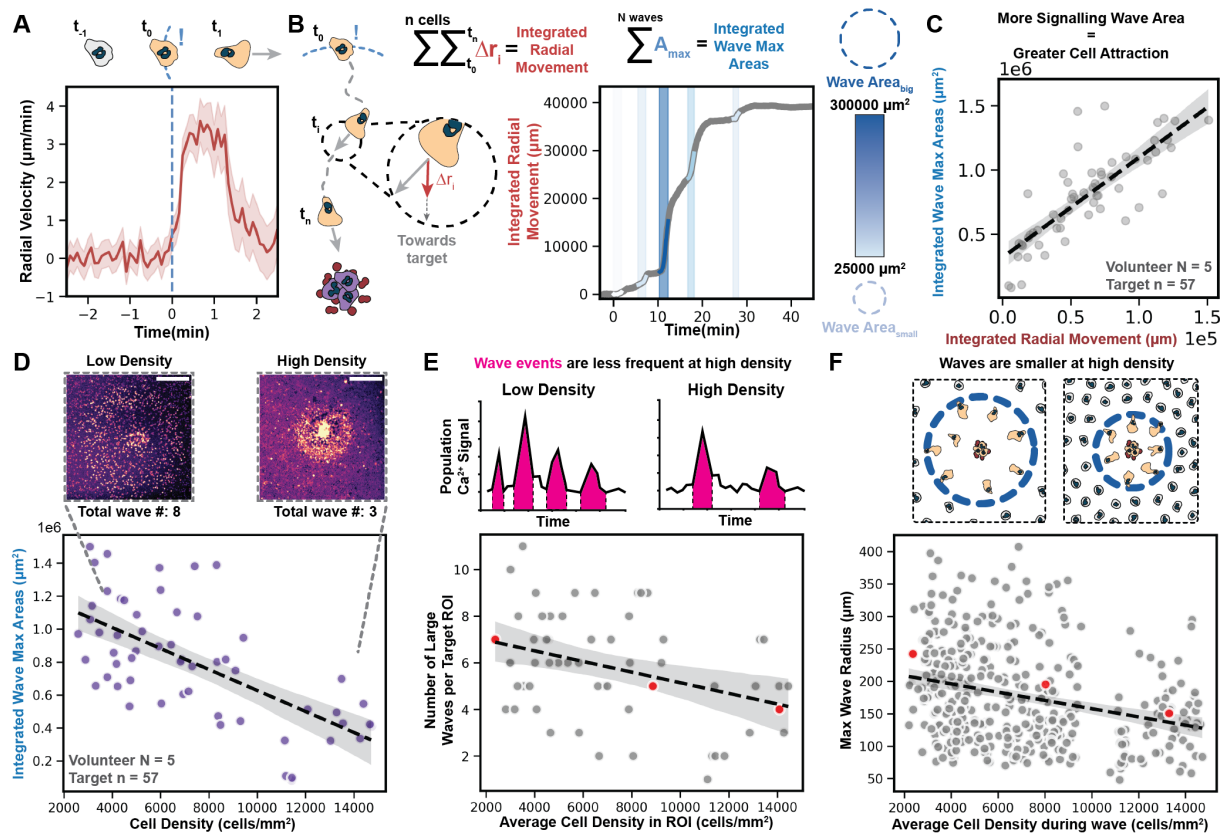 A
t-1
t0
!
t1
Radial Velocity (µm/min)
4
3
2
1
0
−1
−2
−1
0
1
2
Time(min)
B
t0
!
ti
tn
Δri
Towards
target
n cells
∑∑ tn t0 Δri = Integrated
Radial
Movement
N waves
∑ Amax = Integrated
Wave Max
Areas
Integrated Radial
Movement (µm)
40000
30000
20000
10000
0
0
10
20
30
40
Time(min)
Wave Areabig
300000 µm²
25000 µm²
Wave Areasmall
C
More Signalling Wave Area
=
Greater Cell Attraction
1e6
Integrated Wave Max Areas (µm²)
1.5
1.0
0.5
Volunteer N = 5
Target n = 57
0.0
0.5
1.0
1.5
Integrated Radial Movement (µm)
1e5
D
Low Density
High Density
Total wave #: 8
Total wave #: 3
1e6
Integrated Wave Max Areas (µm²)
1.4
1.2
1.0
0.8
0.6
0.4
0.2
Volunteer N = 5
Target n = 57
2000
4000
6000
8000
10000
12000
14000
Cell Density (cells/mm²)
E
Wave events are less frequent at high density
Low Density
High Density
Population
Ca²⁺ Signal
Time
Time
Number of Large
Waves per Target ROI
10
8
6
4
2
2000
4000
6000
8000
10000
12000
14000
Average Cell Density in ROI (cells/mm²)
F
Waves are smaller at high density
Max Wave Radius (µm)
400
350
300
250
200
150
100
50
2000
4000
6000
8000
10000
12000
14000
Average Cell Density during wave (cells/mm²)